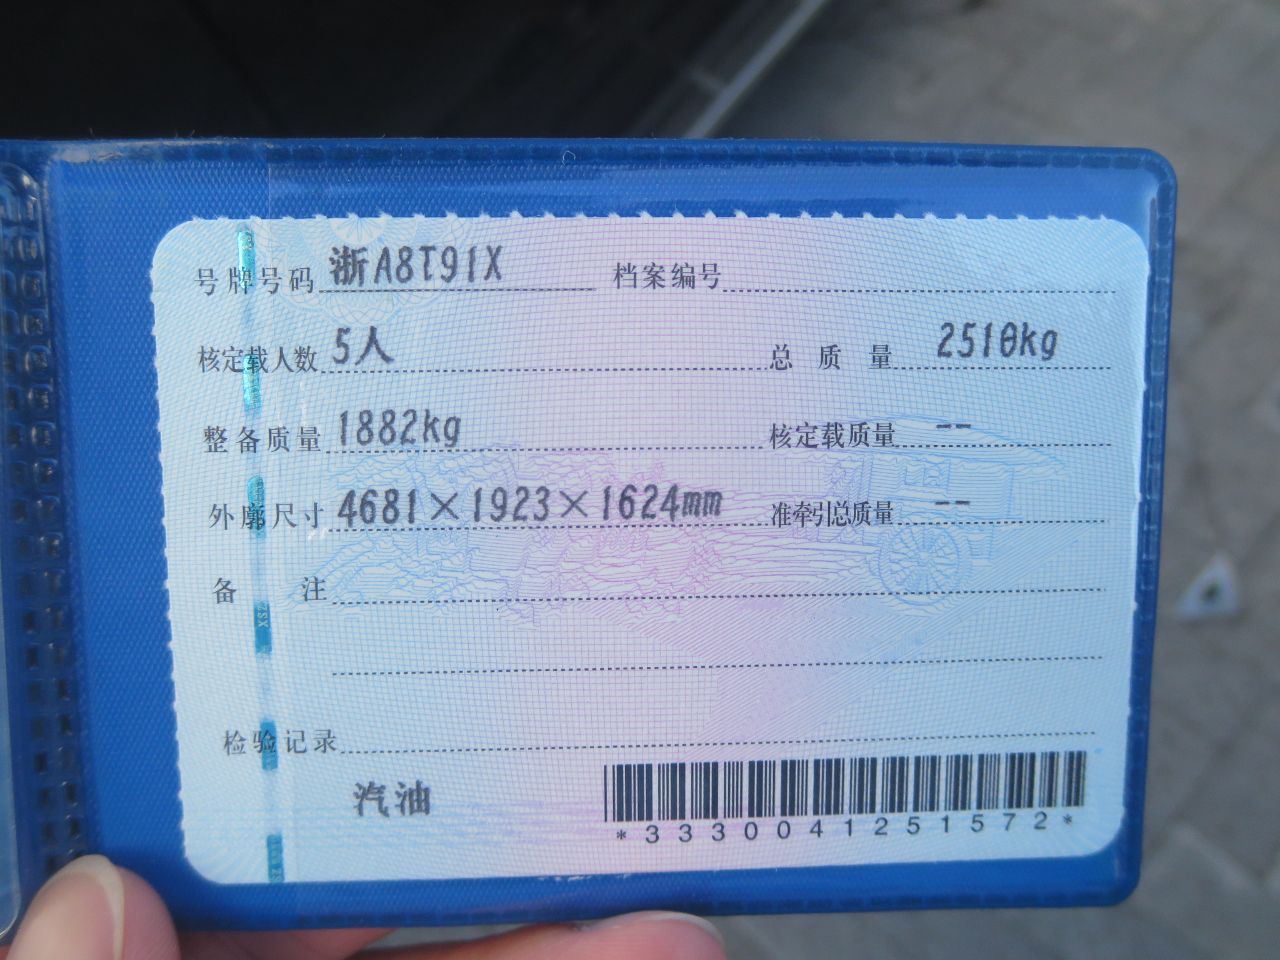 号牌号码 浙A8T91X 档案编号
核定载人数 5人 总质量 2510kg
整备质量 1882kg 核定载质量 --
外廓尺寸 4681×1923×1624mm 准牵引总质量 --
备注
检验记录
汽油
*3330041251572*